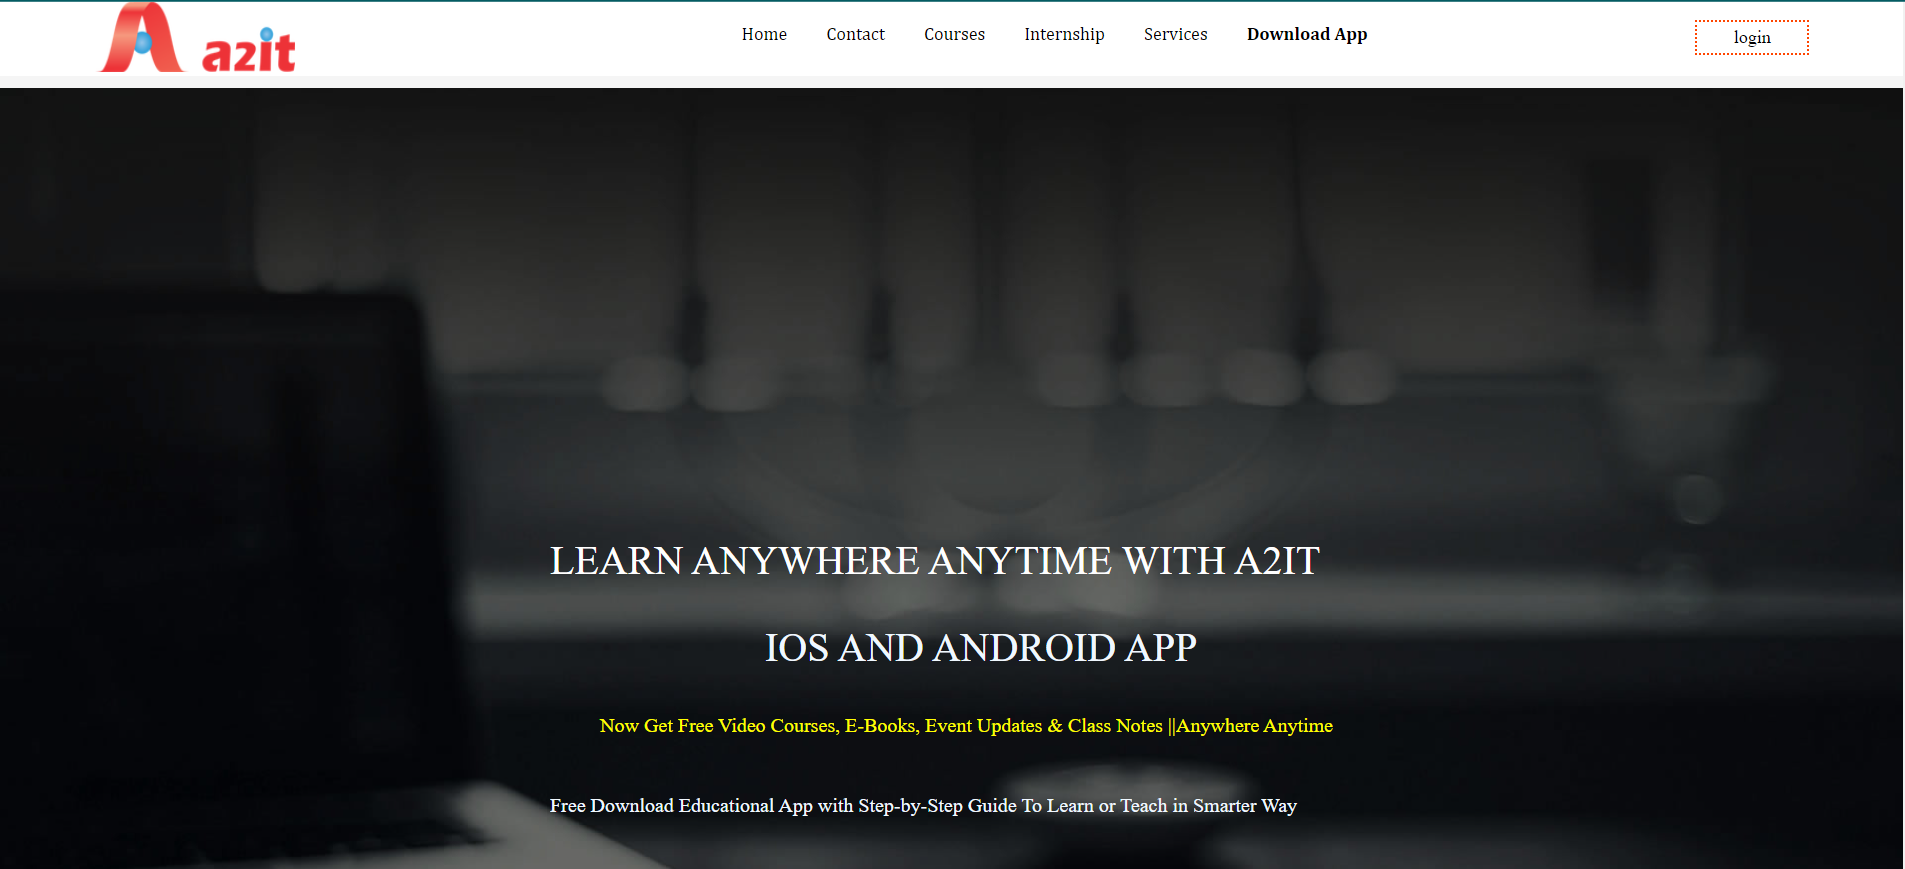 a2it
Home Contact Courses Internship Services Download App
login
LEARN ANYWHERE ANYTIME WITH A2IT
IOS AND ANDROID APP
Now Get Free Video Courses, E-Books, Event Updates & Class Notes ||Anywhere Anytime
Free Download Educational App with Step-by-Step Guide To Learn or Teach in Smarter Way